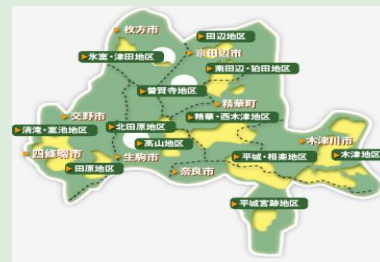 枚方市
田辺地区
京田辺市
氷室・津田地区
南田辺・狛田地区
普賢寺地区
精華町
交野市
精華・西木津地区
清滝・室池地区
北田原地区
木津川市
高山地区
四條畷市
生駒市
平城・相楽地区
木津地区
田原地区
奈良市
平城宮跡地区